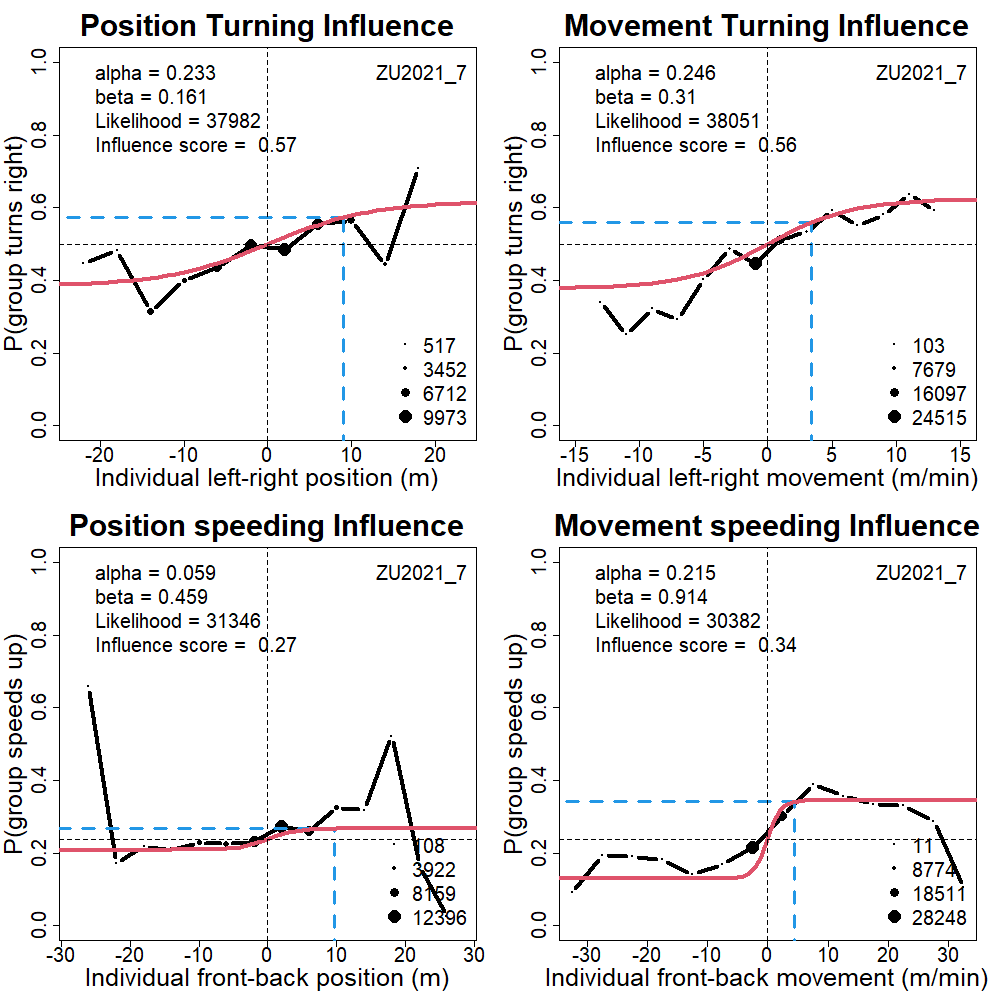 Position Turning Influence
P(group turns right)
1.0
0.8
0.6
0.4
0.2
0.0
alpha = 0.233
beta = 0.161
Likelihood = 37982
Influence score = 0.57
ZU2021_7
517
3452
6712
9973
-20 -10 0 10 20
Individual left-right position (m)
Movement Turning Influence
P(group turns right)
1.0
0.8
0.6
0.4
0.2
0.0
alpha = 0.246
beta = 0.31
Likelihood = 38051
Influence score = 0.56
ZU2021_7
103
7679
16097
24515
-15 -10 -5 0 5 10 15
Individual left-right movement (m/min)
Position speeding Influence
P(group speeds up)
1.0
0.8
0.6
0.4
0.2
0.0
alpha = 0.059
beta = 0.459
Likelihood = 31346
Influence score = 0.27
ZU2021_7
108
3922
8159
12396
-30 -20 -10 0 10 20 30
Individual front-back position (m)
Movement speeding Influence
P(group speeds up)
1.0
0.8
0.6
0.4
0.2
0.0
alpha = 0.215
beta = 0.914
Likelihood = 30382
Influence score = 0.34
ZU2021_7
11
8774
18511
28248
-30 -20 -10 0 10 20 30
Individual front-back movement (m/min)